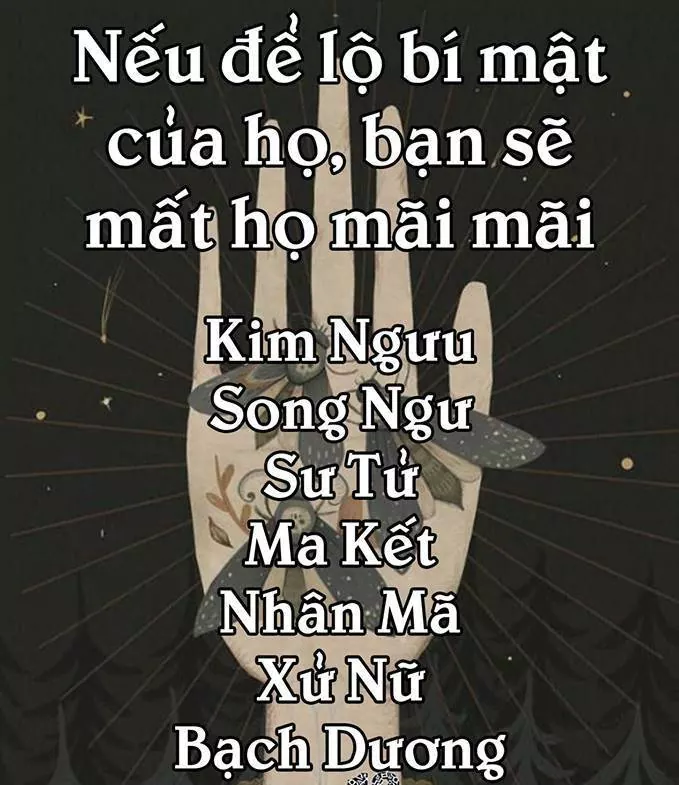 Nếu để lộ bí mật
của họ, bạn sẽ
mất họ mãi mãi
Kim Ngưu
Song Ngư
Sư Tử
Ma Kết
Nhân Mã
Xử Nữ
Bạch Dương